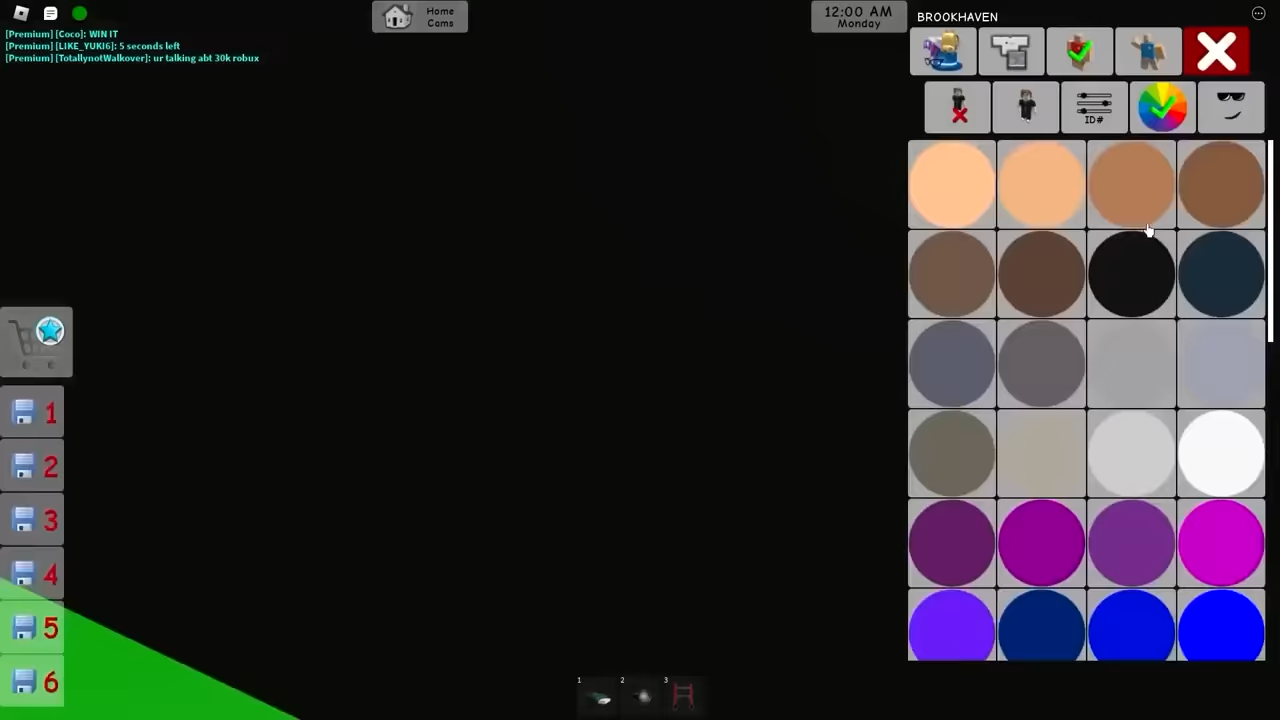 Home
Cams
12:00 AM
Monday
BROOKHAVEN
[Premium] [Coco]: WIN IT
[Premium] [LIKE_YUKI6]: 5 seconds left
[Premium] [TotallynotWalkover]: ur talking abt 30k robux
ID#
1
2
3
4
5
6
1
2
3